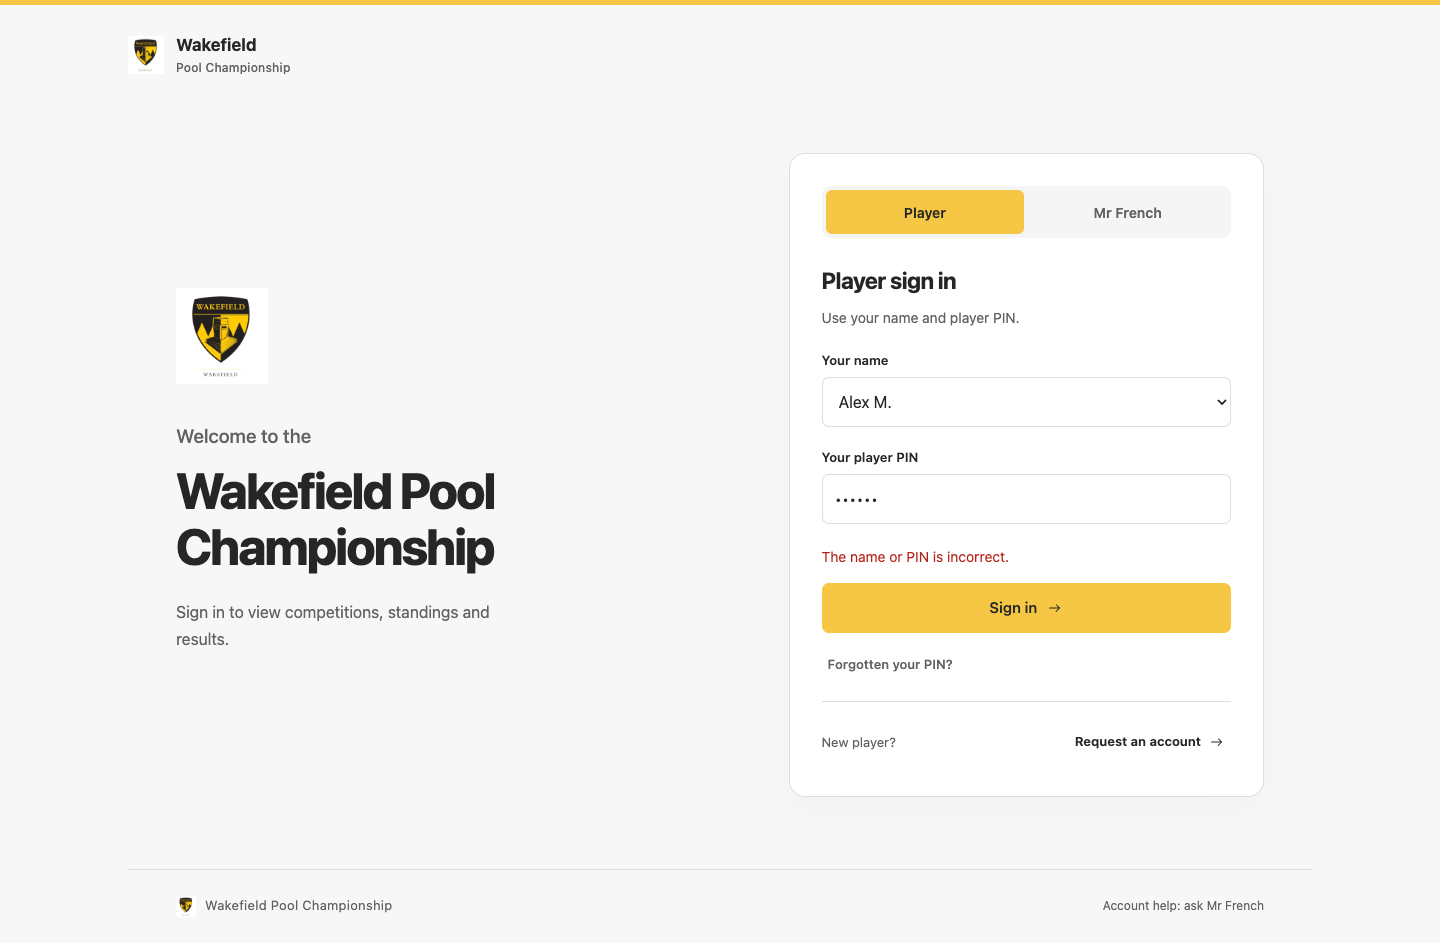 Wakefield
Pool Championship
WAKEFIELD
WAKEFIELD
Welcome to the
Wakefield Pool
Championship
Sign in to view competitions, standings and
results.
Player
Mr French
Player sign in
Use your name and player PIN.
Your name
Alex M.
Your player PIN
••••••
The name or PIN is incorrect.
Sign in →
Forgotten your PIN?
New player?
Request an account →
Wakefield Pool Championship
Account help: ask Mr French